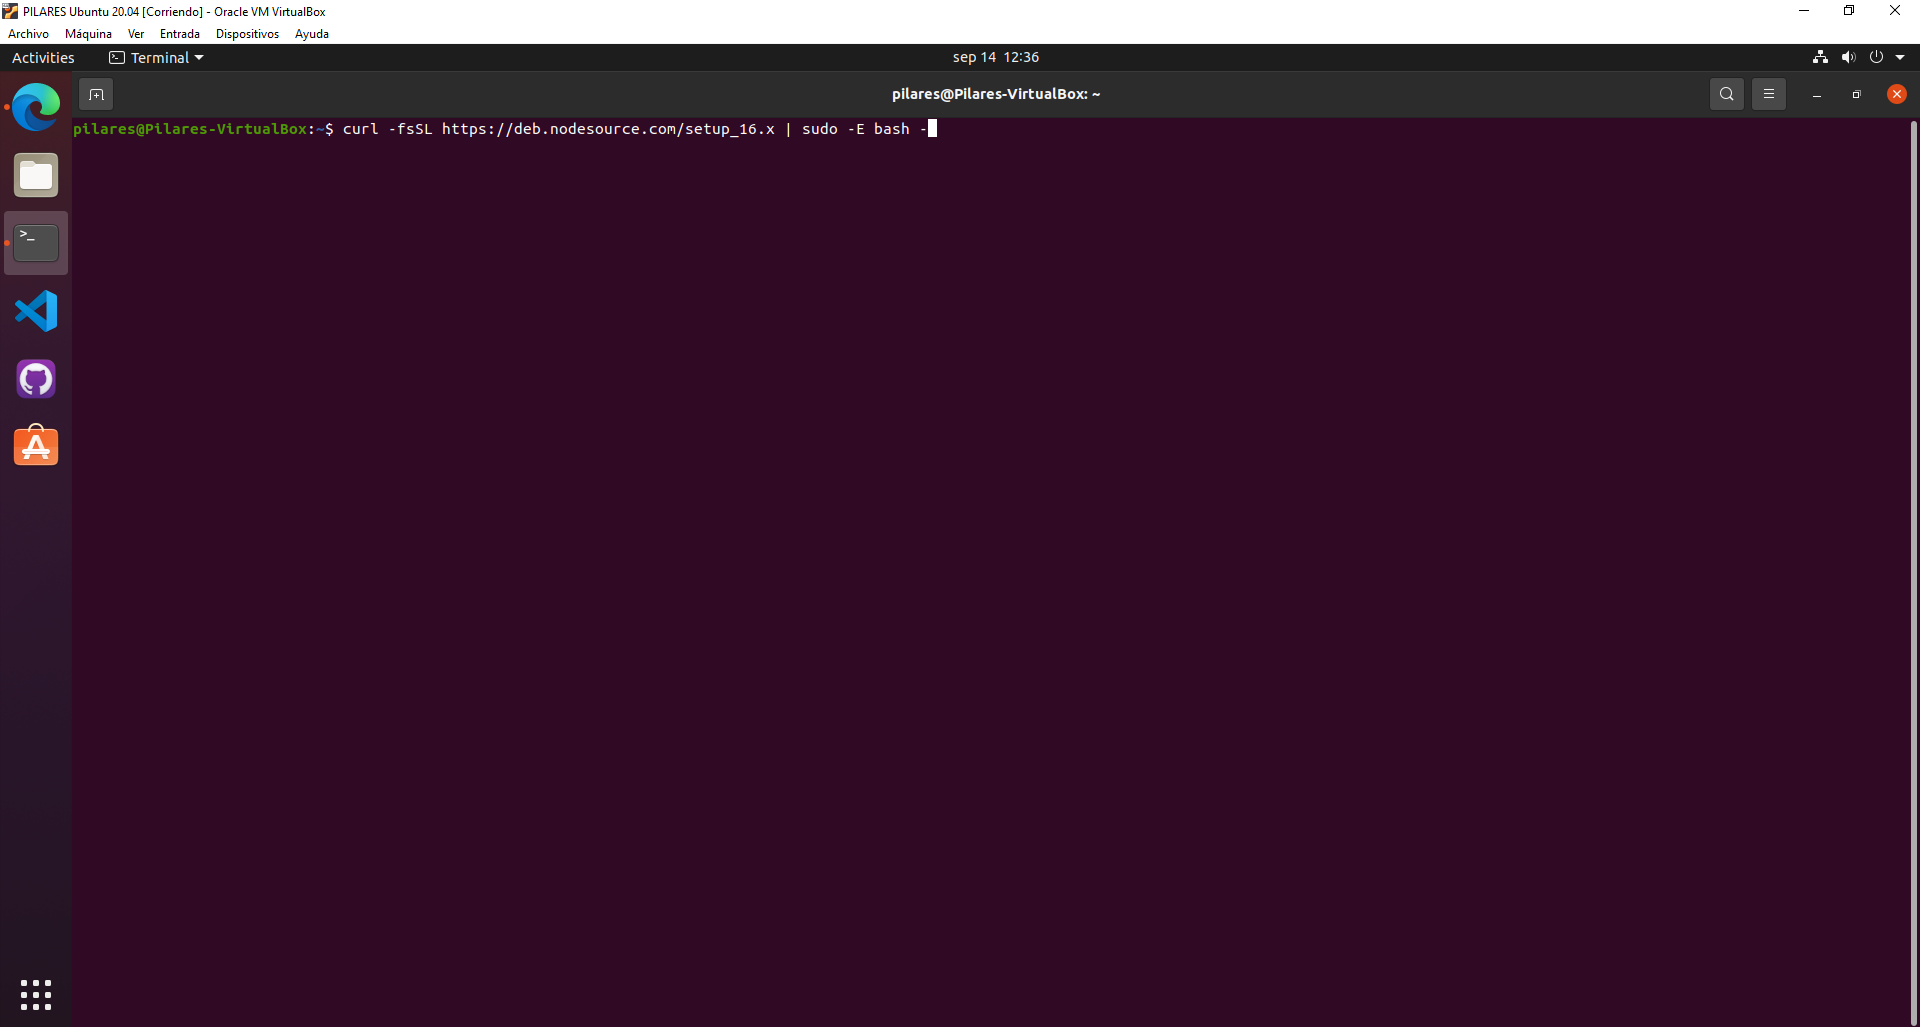 PILARES Ubuntu 20.04 [Corriendo] - Oracle VM VirtualBox
Archivo Máquina Ver Entrada Dispositivos Ayuda
Activities Terminal sep 14 12:36
pilares@Pilares-VirtualBox: ~
pilares@Pilares-VirtualBox:~$ curl -fsSL https://deb.nodesource.com/setup_16.x | sudo -E bash -